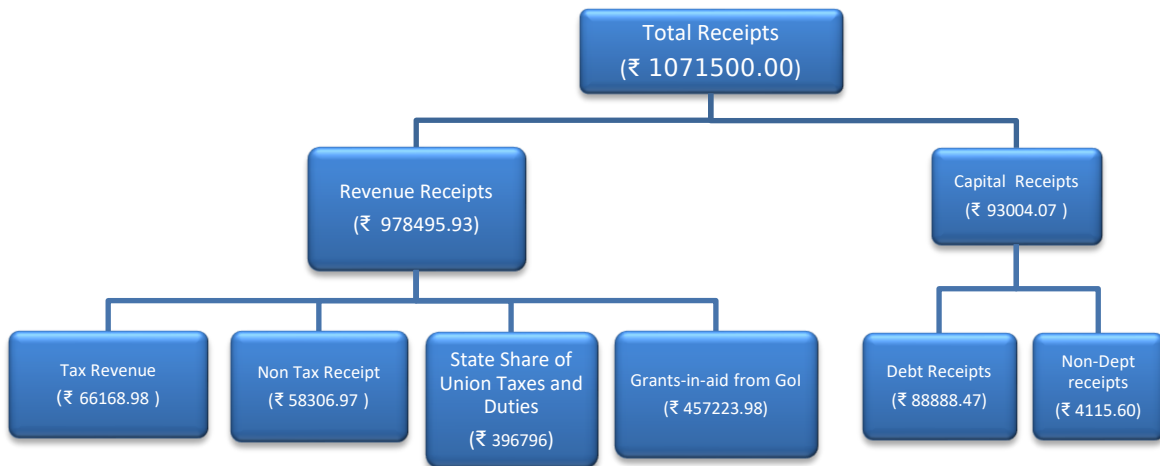 Total Receipts
(₹ 1071500.00)
Revenue Receipts
(₹ 978495.93)
Capital Receipts
(₹ 93004.07 )
Tax Revenue
(₹ 66168.98 )
Non Tax Receipt
(₹ 58306.97 )
State Share of
Union Taxes and
Duties
(₹ 396796)
Grants-in-aid from GoI
(₹ 457223.98)
Debt Receipts
(₹ 88888.47)
Non-Dept
receipts
(₹ 4115.60)